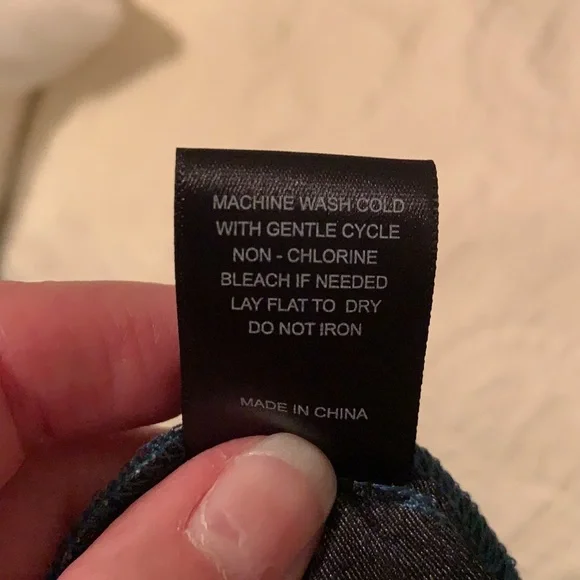 MACHINE WASH COLD
WITH GENTLE CYCLE
NON - CHLORINE
BLEACH IF NEEDED
LAY FLAT TO DRY
DO NOT IRON
MADE IN CHINA